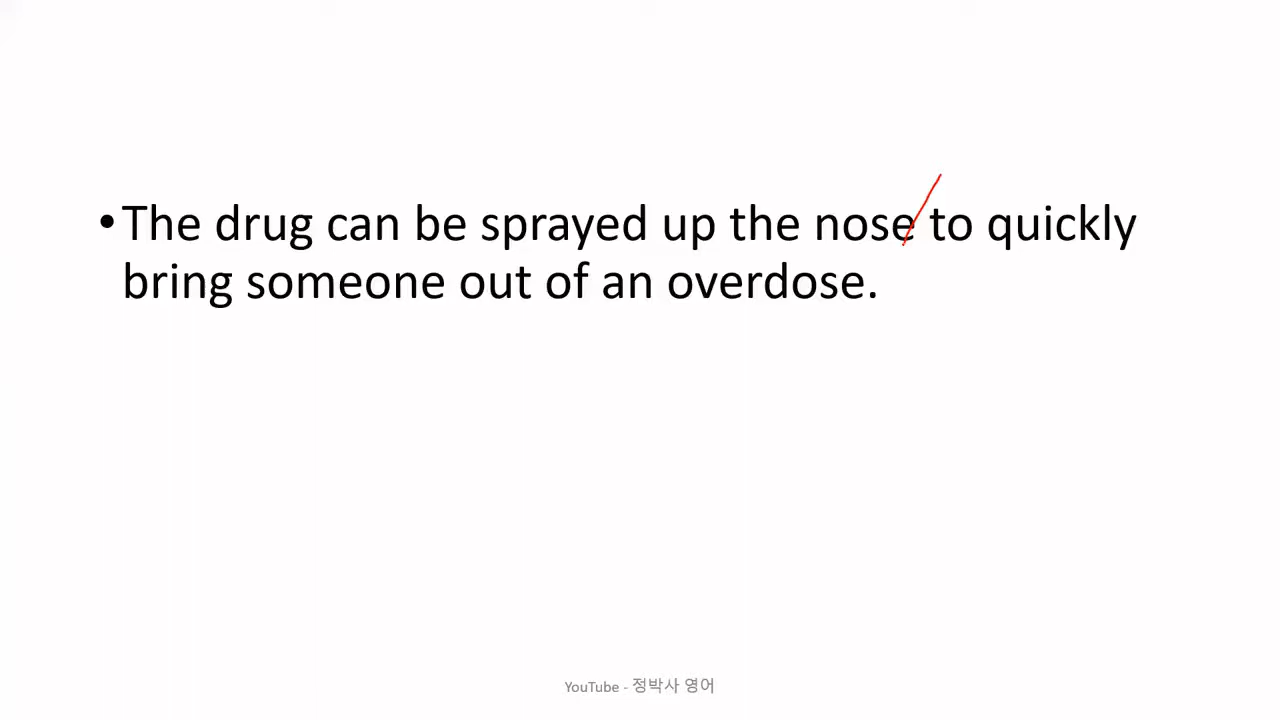 •The drug can be sprayed up the nose to quickly
bring someone out of an overdose.
YouTube - 정박사 영어